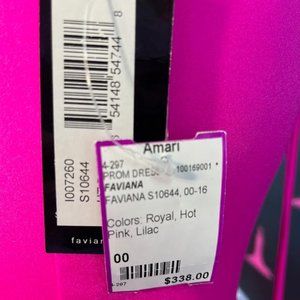 8
54148 54744
I007260
S10644
faviana
Amari
4-297
PROM DRESS
100169001 *
FAVIANA
FAVIANA S10644, 00-16
Colors: Royal, Hot
Pink, Lilac
00
$338.00
4-297